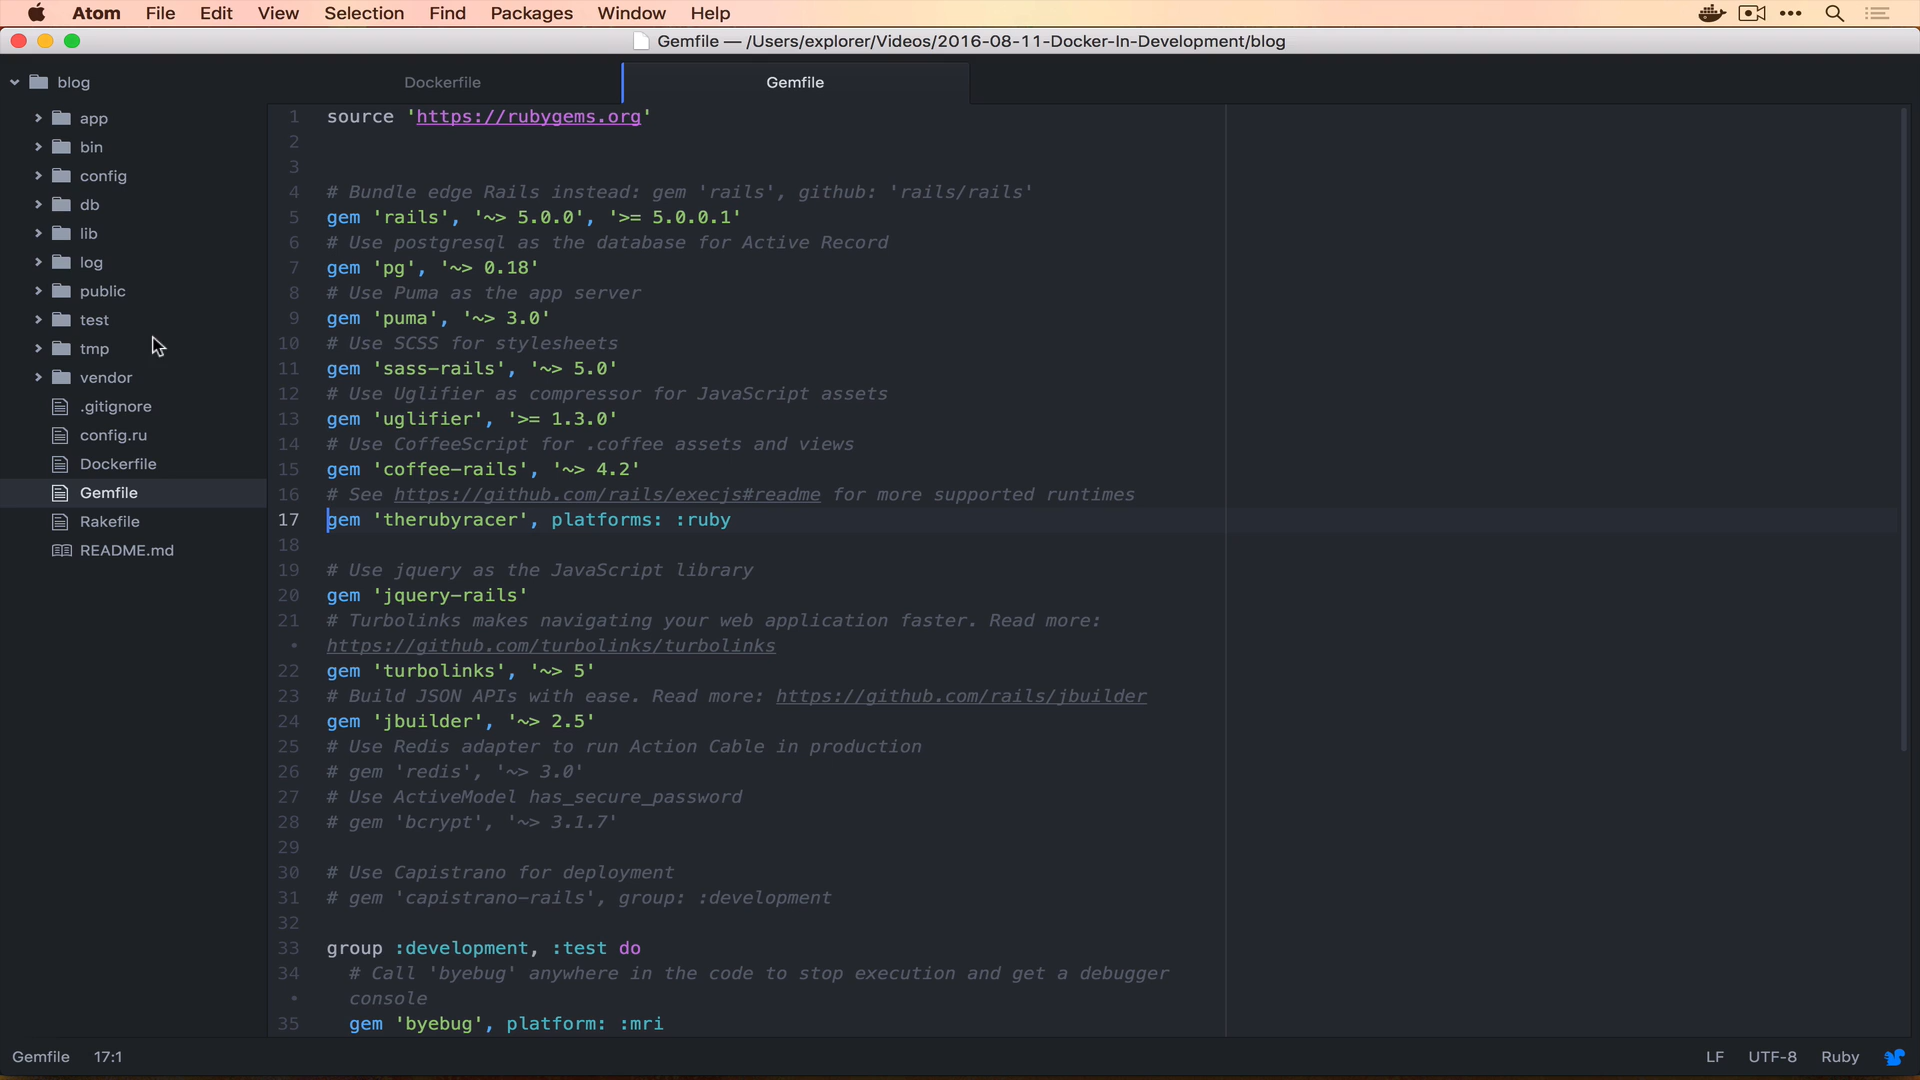 Atom File Edit View Selection Find Packages Window Help
Gemfile — /Users/explorer/Videos/2016-08-11-Docker-In-Development/blog
blog
app
bin
config
db
lib
log
public
test
tmp
vendor
.gitignore
config.ru
Dockerfile
Gemfile
Rakefile
README.md
Dockerfile Gemfile
1 source 'https://rubygems.org'
2
3
4 # Bundle edge Rails instead: gem 'rails', github: 'rails/rails'
5 gem 'rails', '~> 5.0.0', '>= 5.0.0.1'
6 # Use postgresql as the database for Active Record
7 gem 'pg', '~> 0.18'
8 # Use Puma as the app server
9 gem 'puma', '~> 3.0'
10 # Use SCSS for stylesheets
11 gem 'sass-rails', '~> 5.0'
12 # Use Uglifier as compressor for JavaScript assets
13 gem 'uglifier', '>= 1.3.0'
14 # Use CoffeeScript for .coffee assets and views
15 gem 'coffee-rails', '~> 4.2'
16 # See https://github.com/rails/execjs#readme for more supported runtimes
17 gem 'therubyracer', platforms: :ruby
18
19 # Use jquery as the JavaScript library
20 gem 'jquery-rails'
21 # Turbolinks makes navigating your web application faster. Read more:
• https://github.com/turbolinks/turbolinks
22 gem 'turbolinks', '~> 5'
23 # Build JSON APIs with ease. Read more: https://github.com/rails/jbuilder
24 gem 'jbuilder', '~> 2.5'
25 # Use Redis adapter to run Action Cable in production
26 # gem 'redis', '~> 3.0'
27 # Use ActiveModel has_secure_password
28 # gem 'bcrypt', '~> 3.1.7'
29
30 # Use Capistrano for deployment
31 # gem 'capistrano-rails', group: :development
32
33 group :development, :test do
34 # Call 'byebug' anywhere in the code to stop execution and get a debugger
• console
35 gem 'byebug', platform: :mri
Gemfile 17:1 LF UTF-8 Ruby